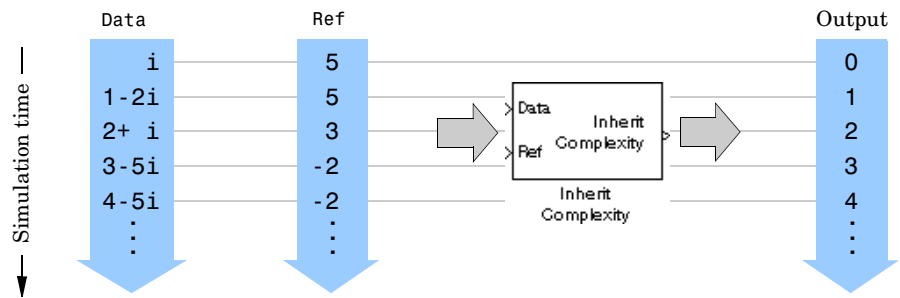 Data Ref Output
Simulation time
i 5 0
1-2i 5 1
2+ i 3 2
3-5i -2 3
4-5i -2 4
Data
Ref
Inherit
Complexity
Inherit
Complexity